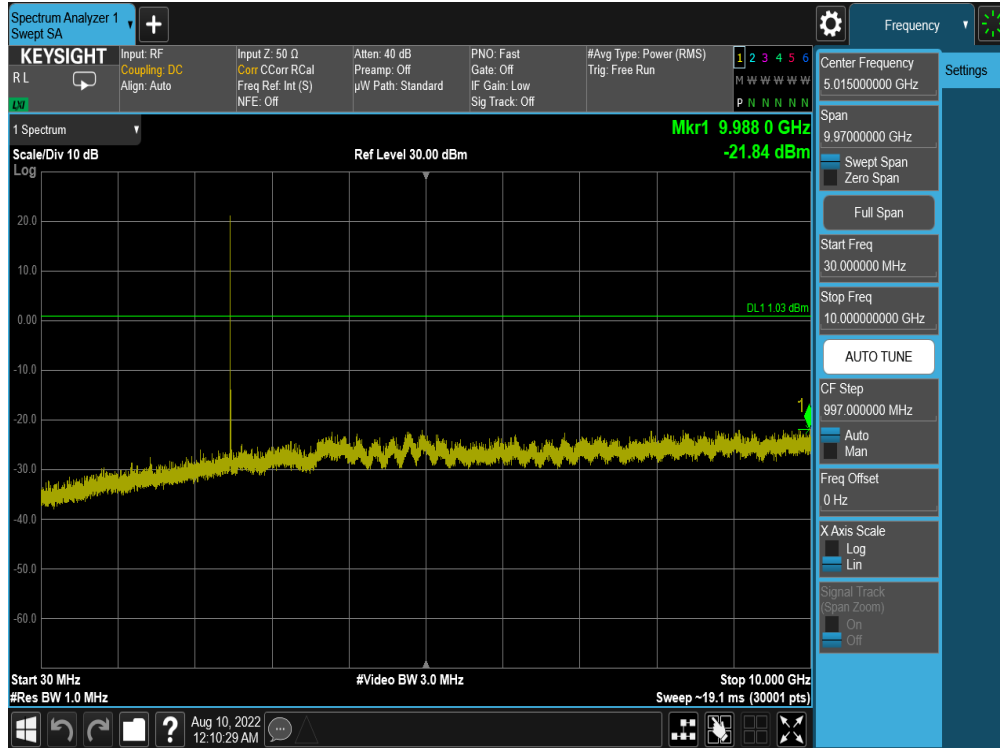 Spectrum Analyzer 1
Swept SA
Frequency
KEYSIGHT
R L
LXI
Input: RF
Coupling: DC
Align: Auto
Input Z: 50 Ω
Corr CCorr RCal
Freq Ref: Int (S)
NFE: Off
Atten: 40 dB
Preamp: Off
µW Path: Standard
PNO: Fast
Gate: Off
IF Gain: Low
Sig Track: Off
#Avg Type: Power (RMS)
Trig: Free Run
1 2 3 4 5 6
M W W W W W
P N N N N N
1 Spectrum
Mkr1 9.988 0 GHz
Scale/Div 10 dB
Ref Level 30.00 dBm
-21.84 dBm
Log
20.0
10.0
DL1 1.03 dBm
0.00
-10.0
1
-20.0
-30.0
-40.0
-50.0
-60.0
Start 30 MHz
#Video BW 3.0 MHz
Stop 10.000 GHz
#Res BW 1.0 MHz
Sweep ~19.1 ms (30001 pts)
Center Frequency
5.015000000 GHz
Settings
Span
9.97000000 GHz
Swept Span
Zero Span
Full Span
Start Freq
30.000000 MHz
Stop Freq
10.000000000 GHz
AUTO TUNE
CF Step
997.000000 MHz
Auto
Man
Freq Offset
0 Hz
X Axis Scale
Log
Lin
Signal Track
(Span Zoom)
On
Off
?
Aug 10, 2022
12:10:29 AM